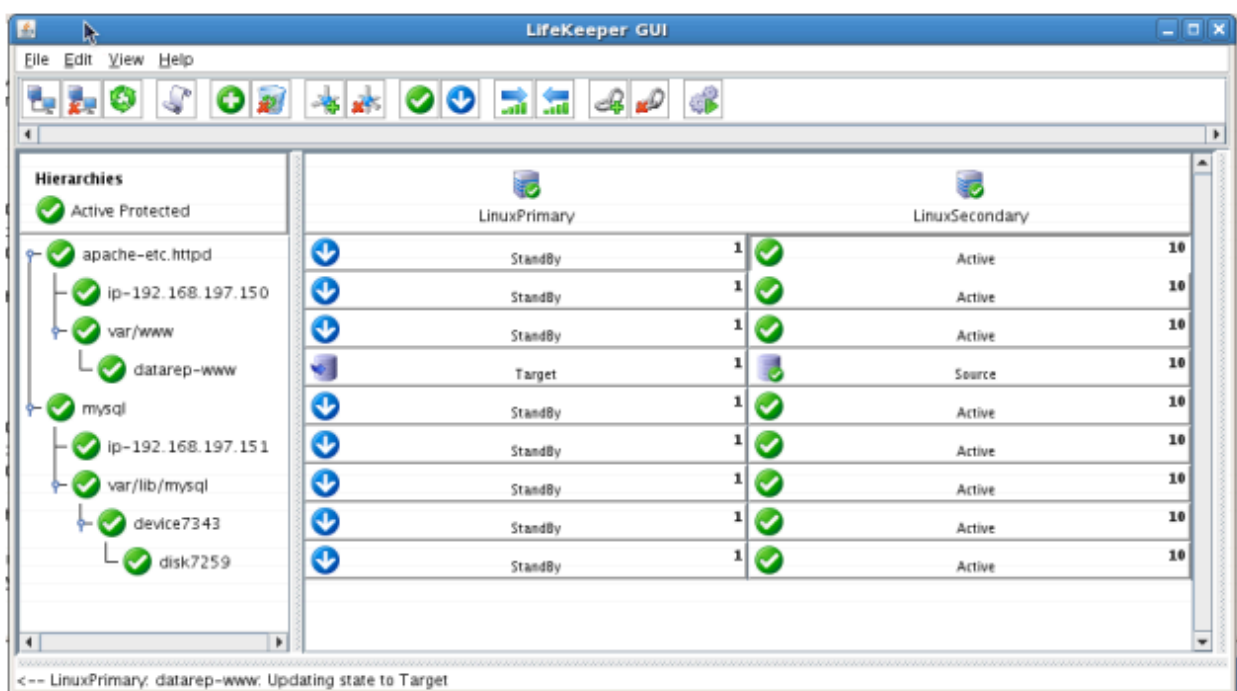 LifeKeeper GUI
File Edit View Help
Hierarchies
Active Protected
LinuxPrimary
LinuxSecondary
apache-etc.httpd StandBy 1 Active 10
ip-192.168.197.150 StandBy 1 Active 10
var/www StandBy 1 Active 10
datarep-www Target 1 Source 10
mysql StandBy 1 Active 10
ip-192.168.197.151 StandBy 1 Active 10
var/lib/mysql StandBy 1 Active 10
device7343 StandBy 1 Active 10
disk7259 StandBy 1 Active 10
<-- LinuxPrimary: datarep-www: Updating state to Target